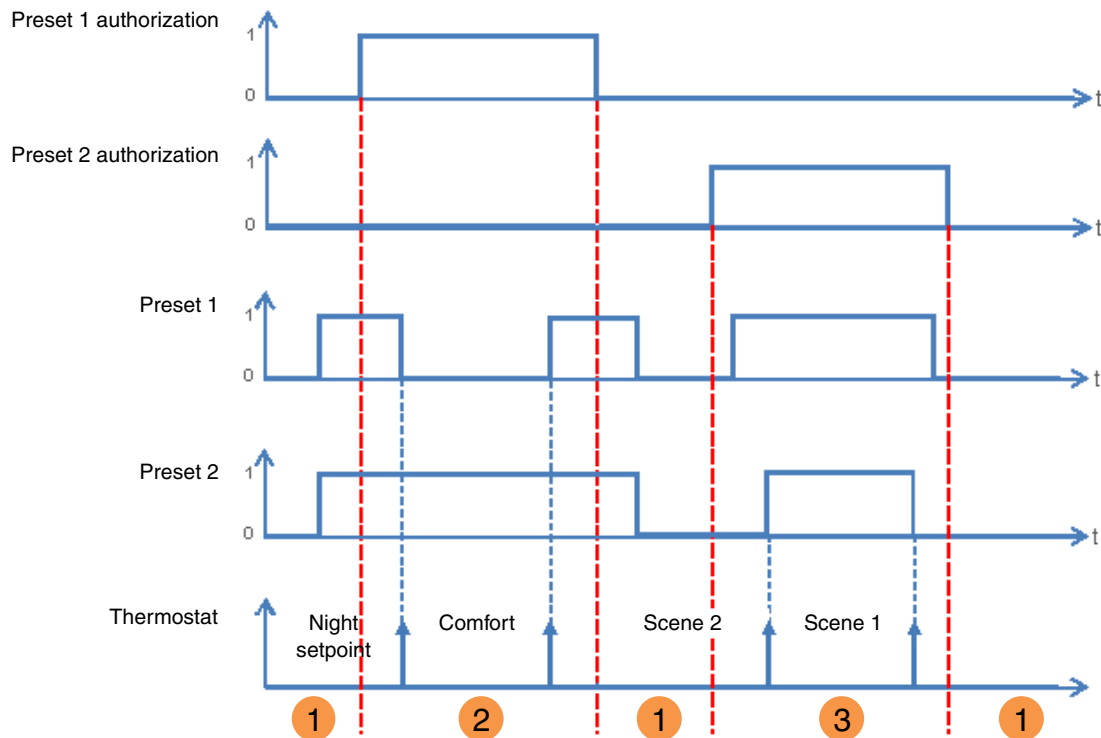 Preset 1 authorization
1
0
t
Preset 2 authorization
1
0
t
Preset 1
1
0
t
Preset 2
1
0
t
Thermostat
Night
setpoint
Comfort
Scene 2
Scene 1
1
2
1
3
1